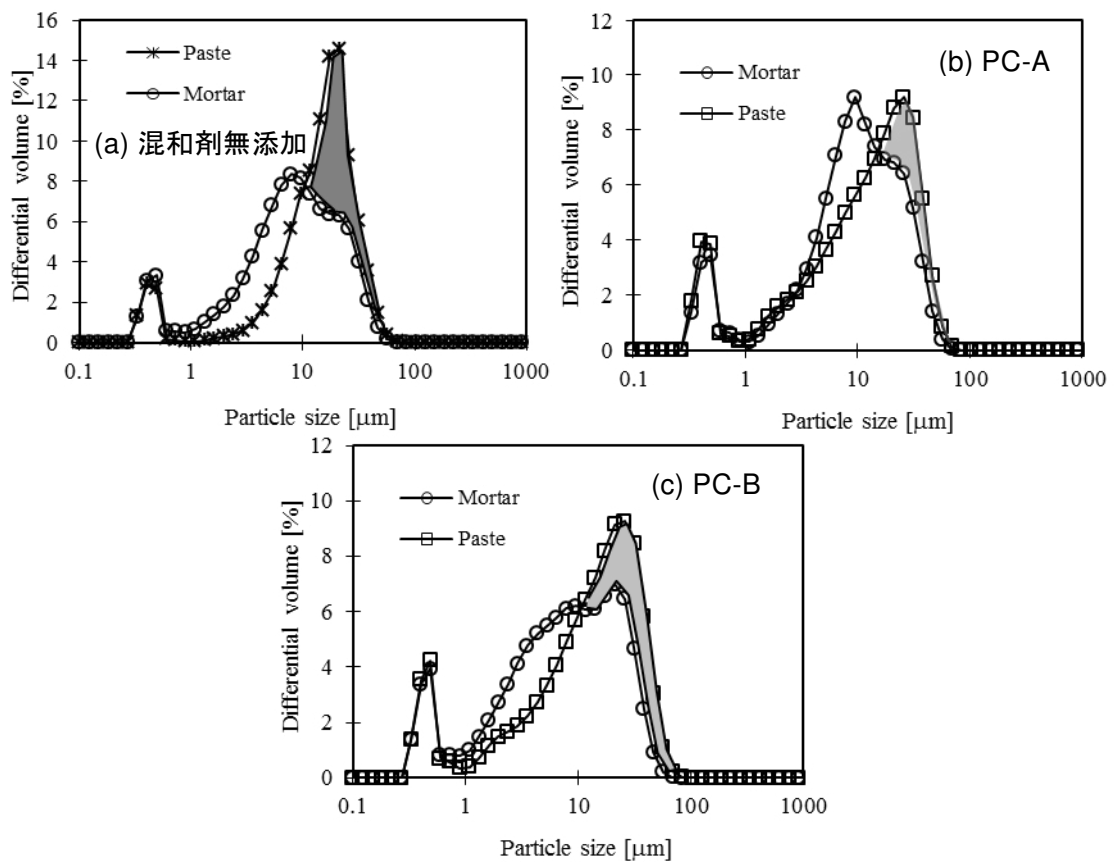 16
14
12
10
8
6
4
2
0
Differential volume [%]
Paste
Mortar
(a) 混和剤無添加
0.1
1
10
100
1000
Particle size [μm]
12
10
8
6
4
2
0
Differential volume [%]
Mortar
Paste
(b) PC-A
0.1
1
10
100
1000
Particle size [μm]
12
10
8
6
4
2
0
Differential volume [%]
Mortar
Paste
(c) PC-B
0.1
1
10
100
1000
Particle size [μm]